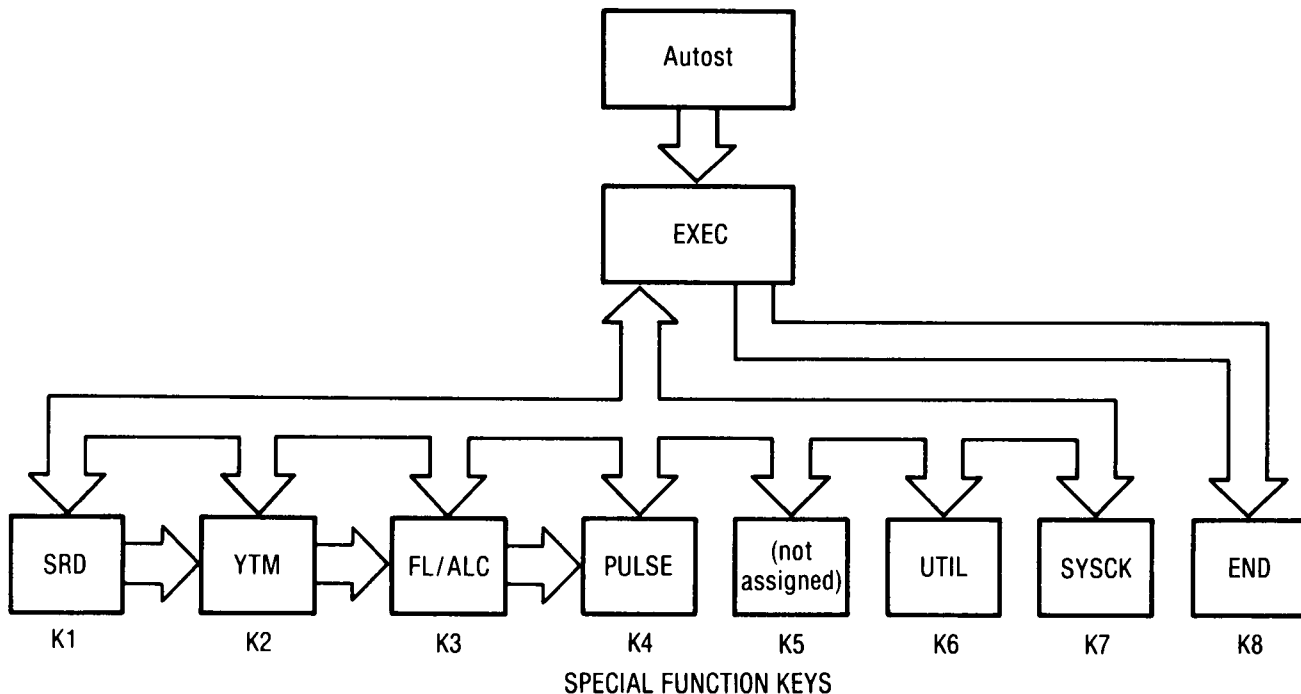 Autost
EXEC
SRD
YTM
FL/ALC
PULSE
(not
assigned)
UTIL
SYSCK
END
K1
K2
K3
K4
K5
K6
K7
K8
SPECIAL FUNCTION KEYS